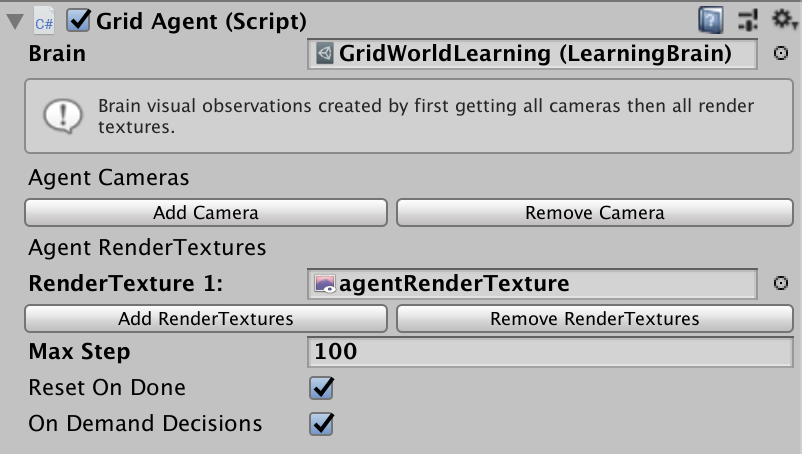 C# Grid Agent (Script)
Brain GridWorldLearning (LearningBrain)
Brain visual observations created by first getting all cameras then all render
textures.
Agent Cameras
Add Camera Remove Camera
Agent RenderTextures
RenderTexture 1: agentRenderTexture
Add RenderTextures Remove RenderTextures
Max Step 100
Reset On Done
On Demand Decisions